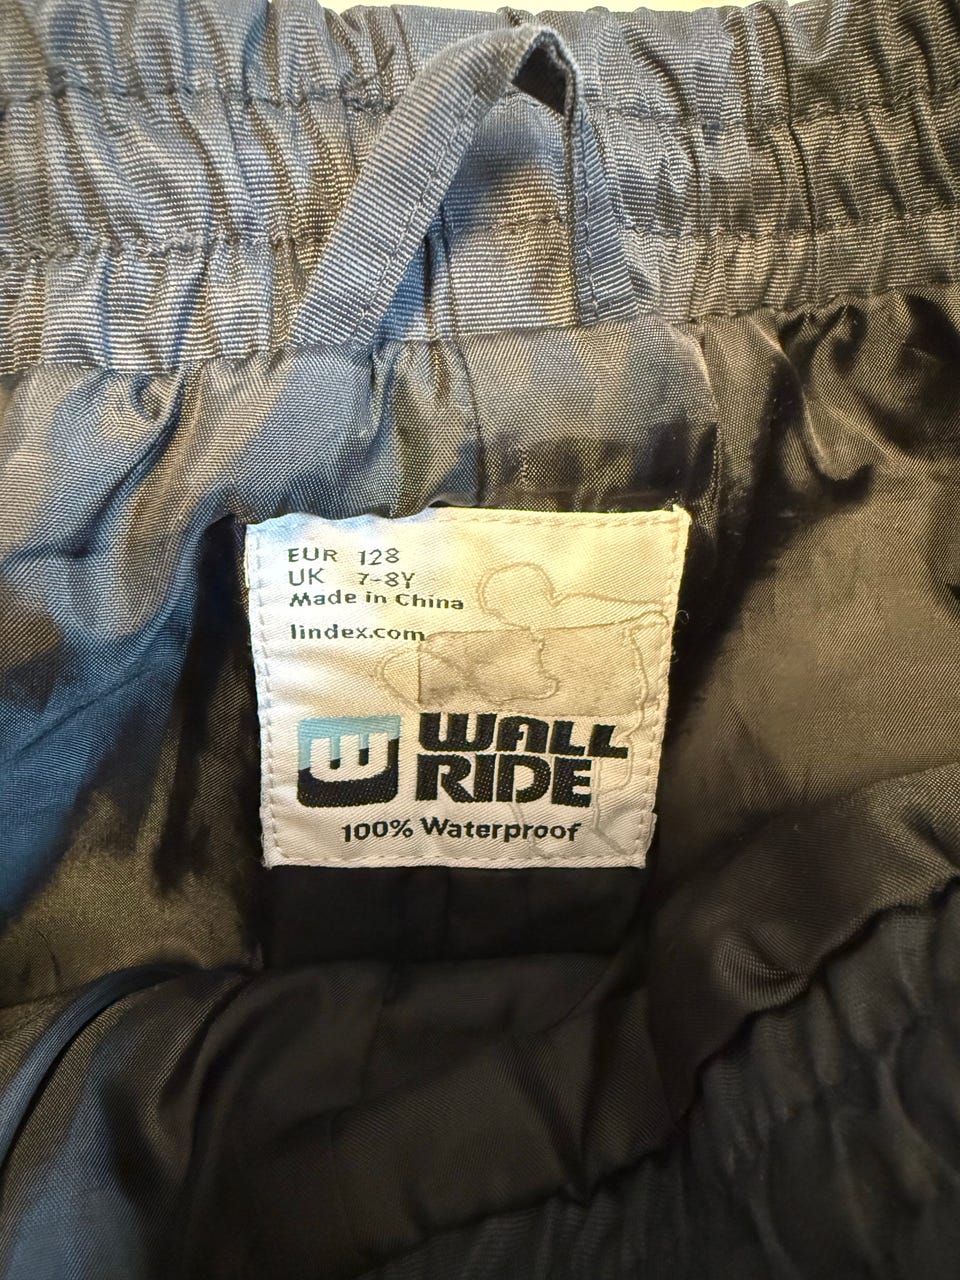 EUR 128
UK 7-8Y
Made in China
lindex.com
WALL
RIDE
100% Waterproof